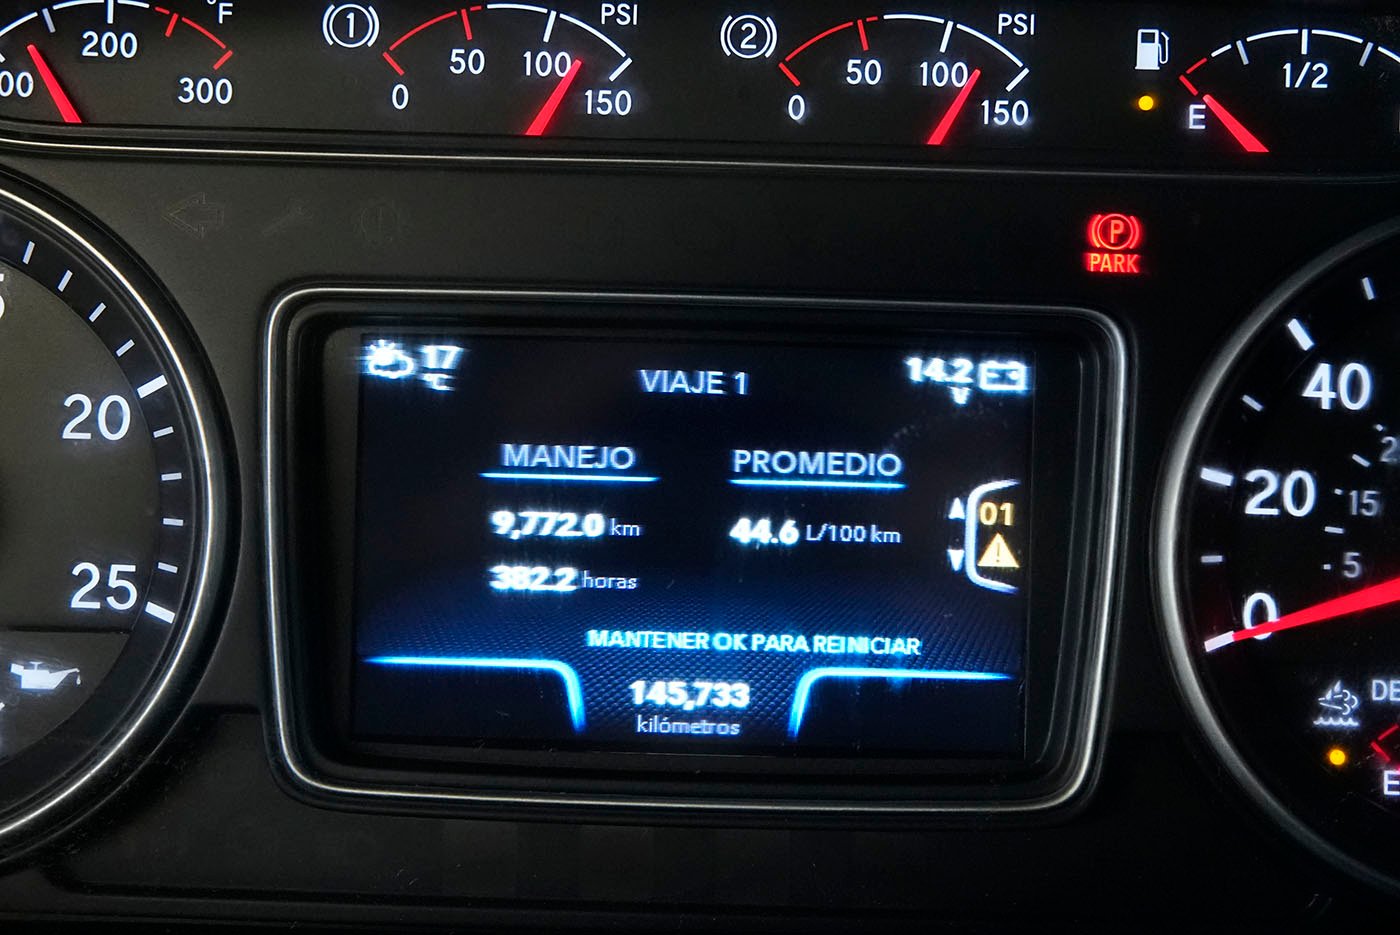 °F
200
300
1
PSI
0
50
100
150
2
PSI
0
50
100
150
E
1/2
P
PARK
20
25
17
°C
VIAJE 1
14.2
V
MANEJO
PROMEDIO
9,772.0 km
44.6 L/100 km
382.2 horas
01
MANTENER OK PARA REINICIAR
145,733
kilómetros
40
20
15
5
0
E